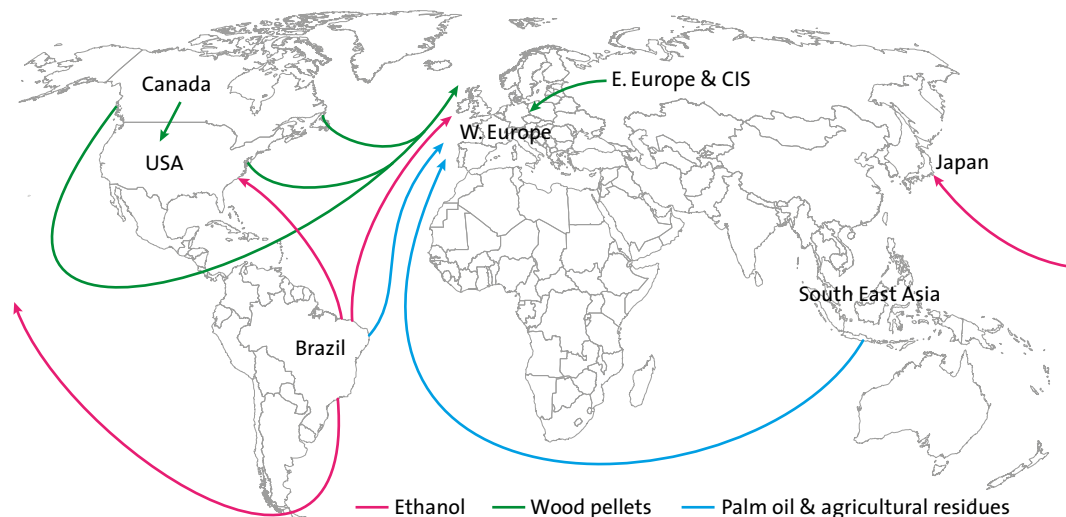 Canada
E. Europe & CIS
W. Europe
USA
Japan
South East Asia
Brazil
Ethanol
Wood pellets
Palm oil & agricultural residues